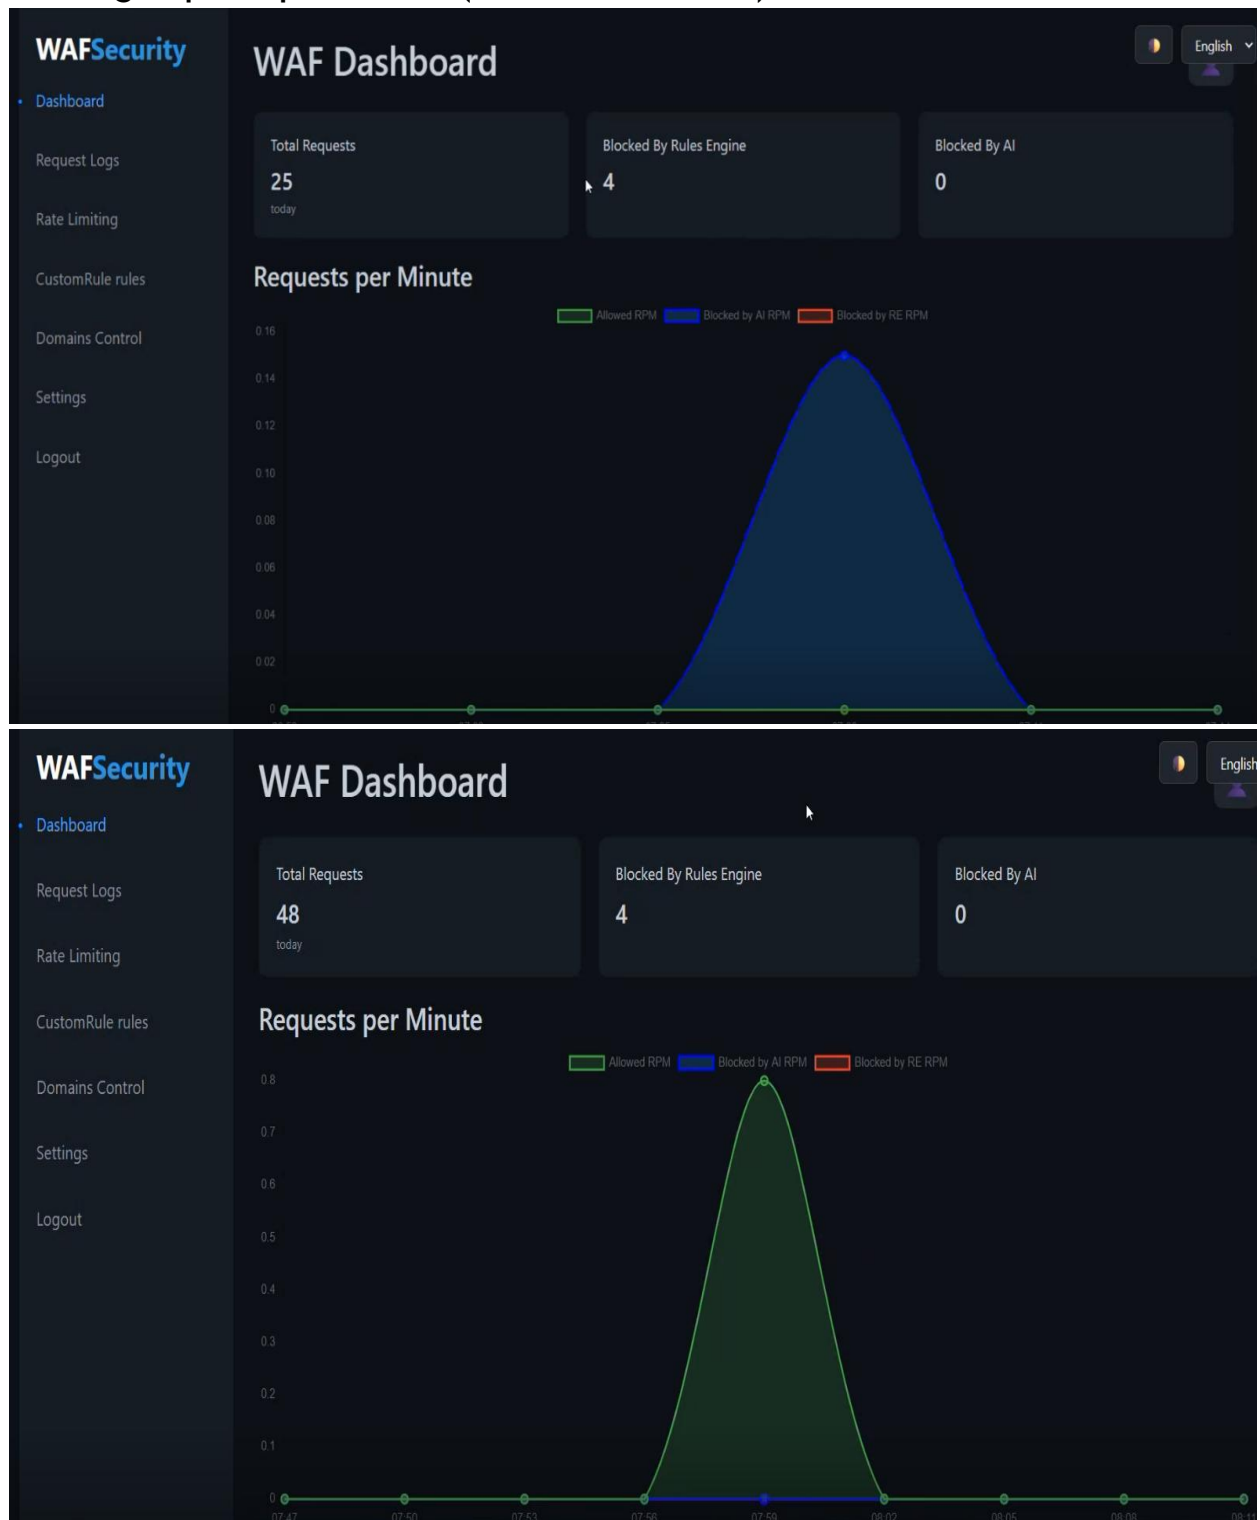 WAFSecurity
Dashboard
Request Logs
Rate Limiting
CustomRule rules
Domains Control
Settings
Logout
WAF Dashboard
English
Total Requests
25
today
Blocked By Rules Engine
4
Blocked By AI
0
Requests per Minute
Allowed RPM Blocked by AI RPM Blocked by RE RPM
0.16
0.14
0.12
0.10
0.08
0.06
0.04
0.02
0
WAFSecurity
Dashboard
Request Logs
Rate Limiting
CustomRule rules
Domains Control
Settings
Logout
WAF Dashboard
English
Total Requests
48
today
Blocked By Rules Engine
4
Blocked By AI
0
Requests per Minute
Allowed RPM Blocked by AI RPM Blocked by RE RPM
0.8
0.7
0.6
0.5
0.4
0.3
0.2
0.1
0
07:47 07:50 07:53 07:56 07:59 08:02 08:05 08:08